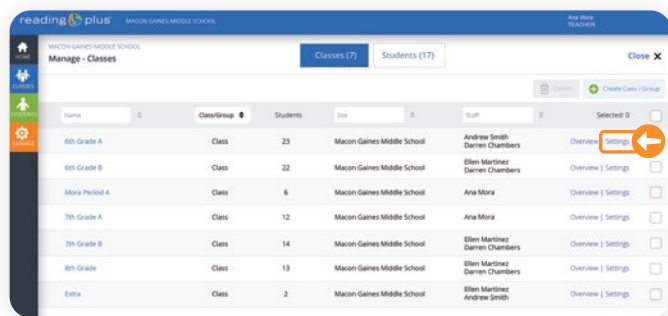 reading plus MACON GAINES MIDDLE SCHOOL
Ana Mora
TEACHER
HOME
CLASSES
STUDENTS
MANAGE
MACON GAINES MIDDLE SCHOOL
Manage - Classes
Classes (7) Students (17)
Close X
Delete Create Class / Group
Name Class/Group Students Site Staff Selected: 0
6th Grade A Class 23 Macon Gaines Middle School Andrew Smith Overview | Settings
Darren Chambers
6th Grade B Class 22 Macon Gaines Middle School Ellen Martinez Overview | Settings
Darren Chambers
Mora Period 4 Class 6 Macon Gaines Middle School Ana Mora Overview | Settings
7th Grade A Class 12 Macon Gaines Middle School Ana Mora Overview | Settings
7th Grade B Class 14 Macon Gaines Middle School Ellen Martinez Overview | Settings
Darren Chambers
8th Grade Class 13 Macon Gaines Middle School Ellen Martinez Overview | Settings
Darren Chambers
Extra Class 2 Macon Gaines Middle School Ellen Martinez Overview | Settings
Andrew Smith